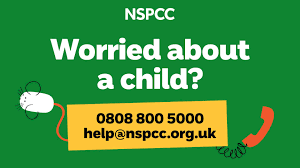 NSPCC
Worried about
a child?
0808 800 5000
help@nspcc.org.uk